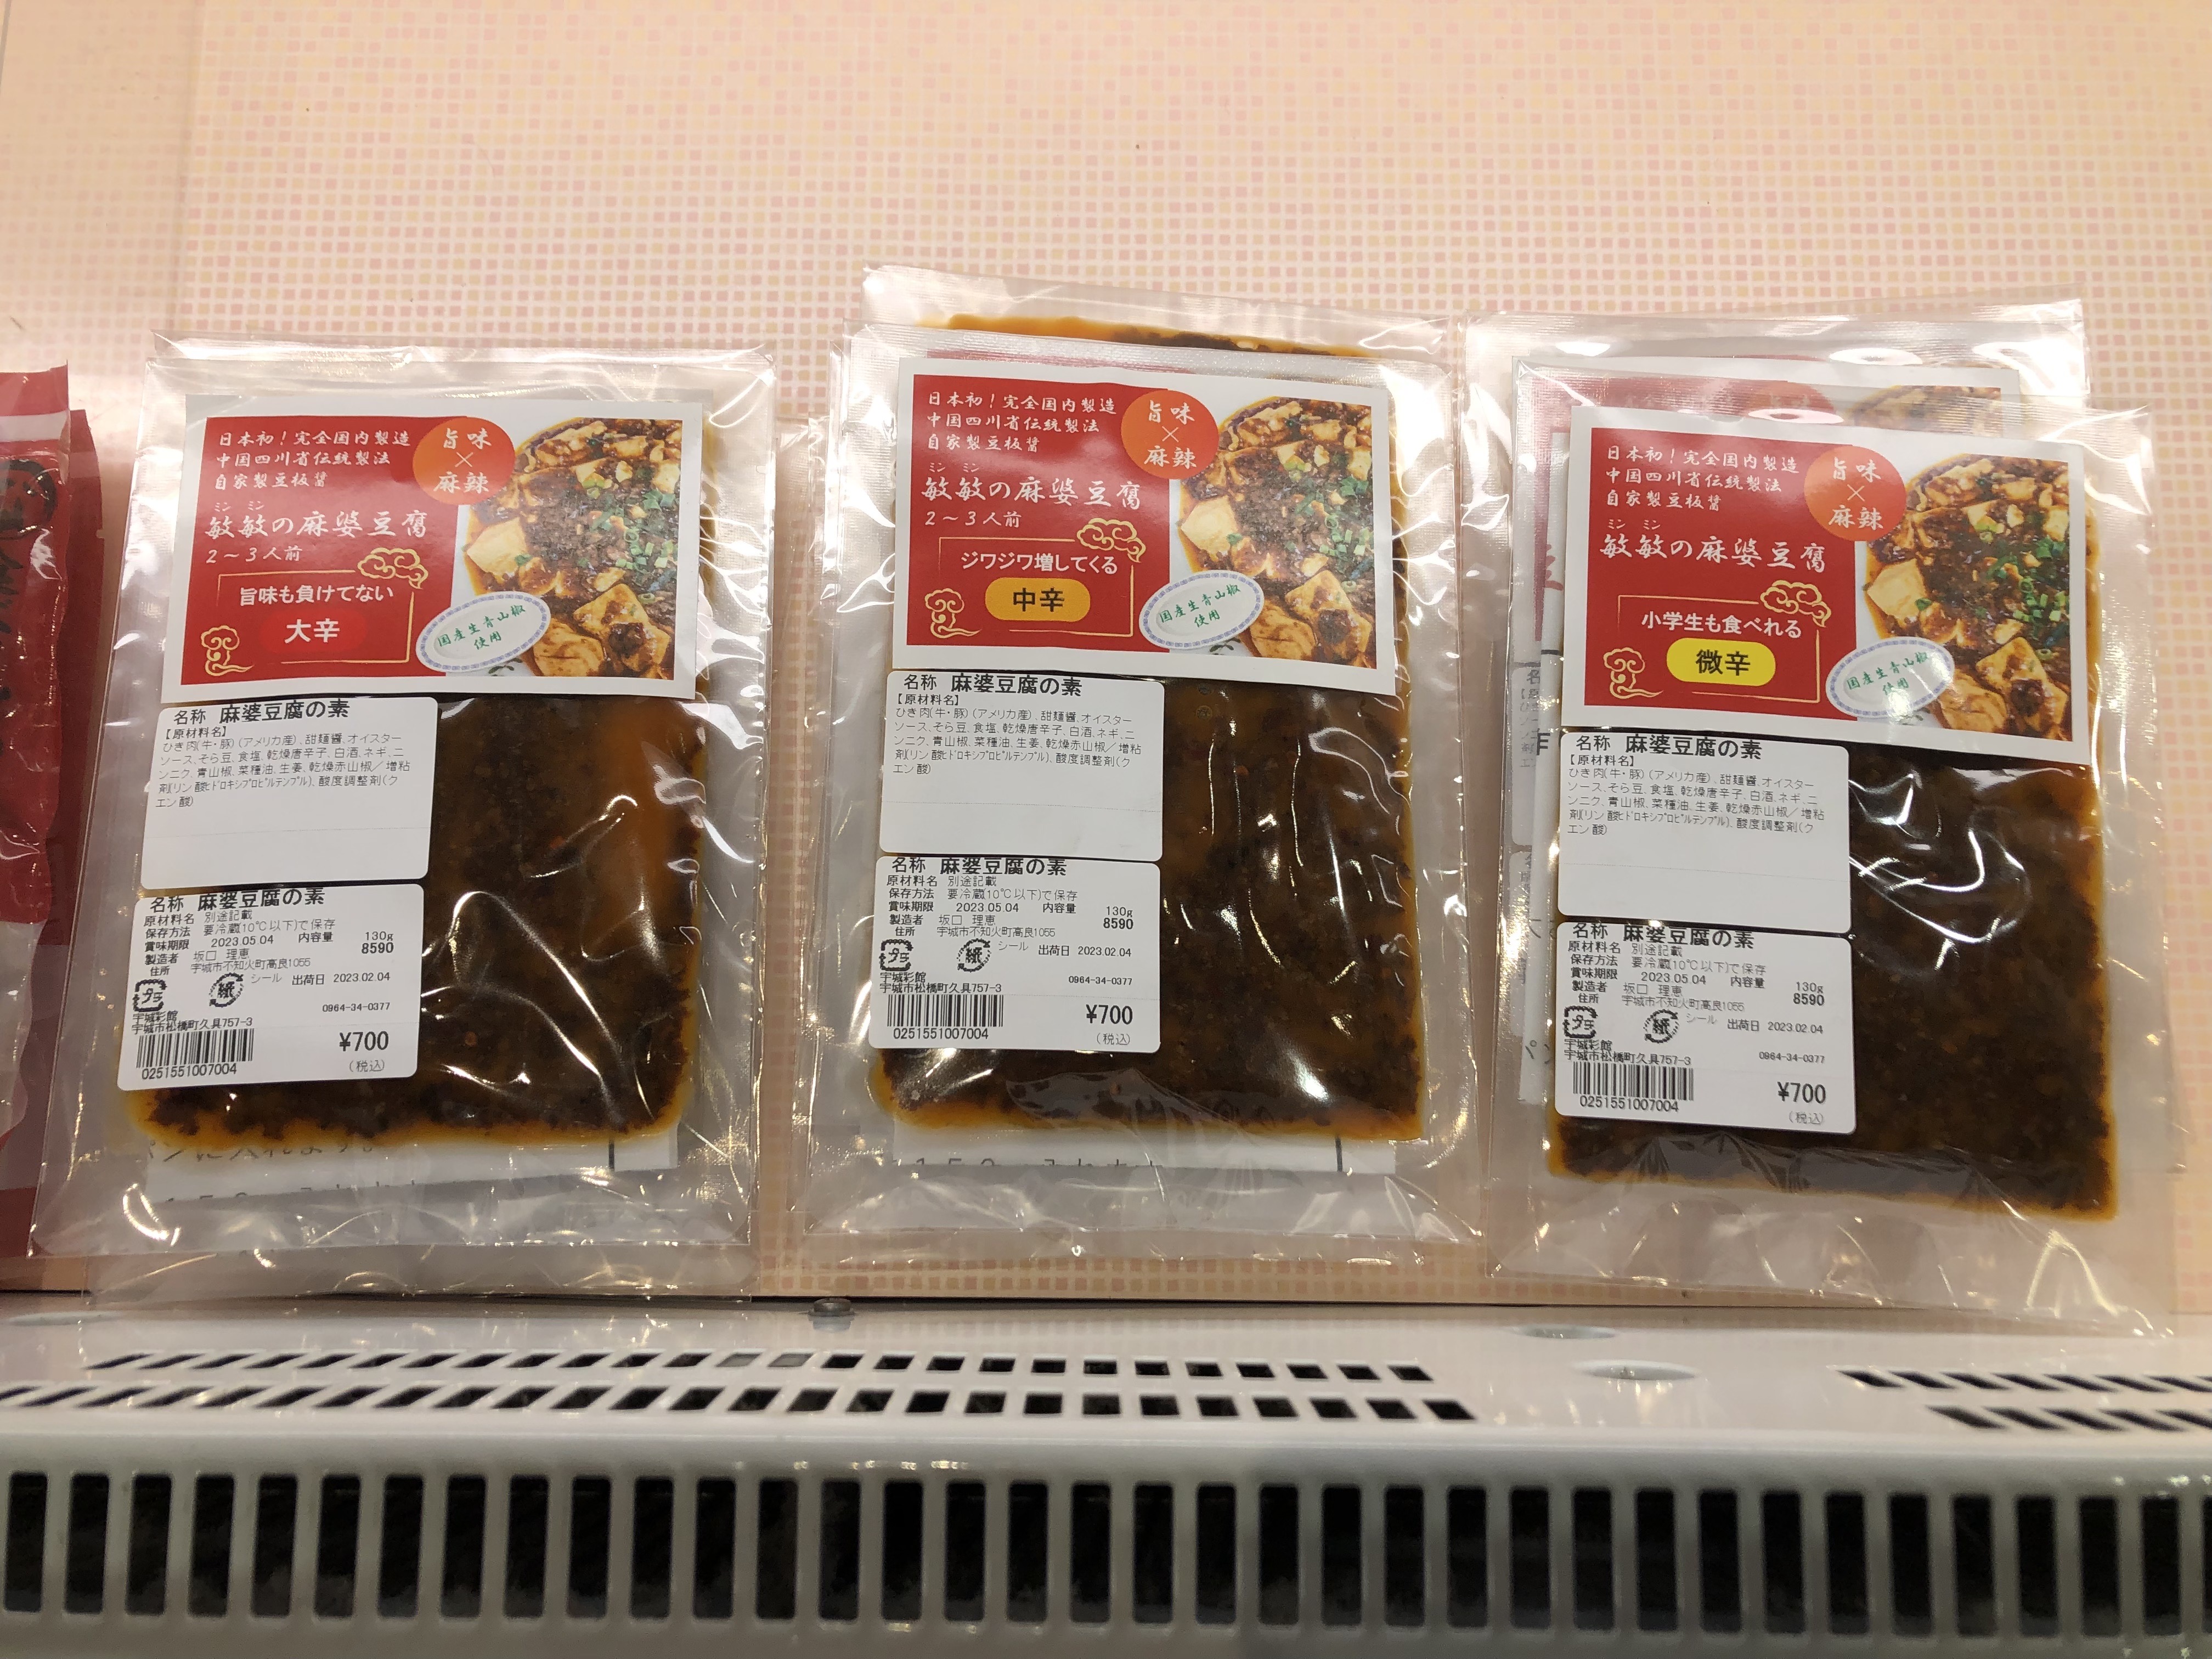 日本初！完全国内製造
中国四川省伝統製法
自家製豆板醤
旨味
×
麻辣
ミン ミン
敏敏の麻婆豆腐
2～3人前
旨味も負けてない
大辛
国産生青山椒
使用
名称 麻婆豆腐の素
【原材料名】
ひき肉(牛・豚)(アメリカ産)、甜麺醤、オイスター
ソース、そら豆、食塩、乾燥唐辛子、白酒、ネギ、ニ
ンニク、青山椒、菜種油、生姜、乾燥赤山椒／増粘
剤(リン酸ﾋﾄﾞﾛｷｼﾌﾟﾛﾋﾟﾙﾃﾞﾝﾌﾟﾝ)、酸度調整剤(ク
エン酸)
名称 麻婆豆腐の素
原材料名 別途記載
保存方法 要冷蔵(10℃以下)で保存
賞味期限 2023.05.04 内容量 130g
製造者 坂口 理恵 8590
住所 宇城市不知火町高良1055
プラ 紙 シール 出荷日 2023.02.04
宇城彩館 0964-34-0377
宇城市松橋町久具757-3
¥700
0251551007004 (税込)
日本初！完全国内製造
中国四川省伝統製法
自家製豆板醤
旨味
×
麻辣
ミン ミン
敏敏の麻婆豆腐
2～3人前
ジワジワ増してくる
中辛
国産生青山椒
使用
名称 麻婆豆腐の素
【原材料名】
ひき肉(牛・豚)(アメリカ産)、甜麺醤、オイスター
ソース、そら豆、食塩、乾燥唐辛子、白酒、ネギ、ニ
ンニク、青山椒、菜種油、生姜、乾燥赤山椒／増粘
剤(リン酸ﾋﾄﾞﾛｷｼﾌﾟﾛﾋﾟﾙﾃﾞﾝﾌﾟﾝ)、酸度調整剤(ク
エン酸)
名称 麻婆豆腐の素
原材料名 別途記載
保存方法 要冷蔵(10℃以下)で保存
賞味期限 2023.05.04 内容量 130g
製造者 坂口 理恵 8590
住所 宇城市不知火町高良1055
プラ 紙 シール 出荷日 2023.02.04
宇城彩館 0964-34-0377
宇城市松橋町久具757-3
¥700
0251551007004 (税込)
日本初！完全国内製造
中国四川省伝統製法
自家製豆板醤
旨味
×
麻辣
ミン ミン
敏敏の麻婆豆腐
小学生も食べれる
微辛
国産生青山椒
使用
名称 麻婆豆腐の素
【原材料名】
ひき肉(牛・豚)(アメリカ産)、甜麺醤、オイスター
ソース、そら豆、食塩、乾燥唐辛子、白酒、ネギ、ニ
ンニク、青山椒、菜種油、生姜、乾燥赤山椒／増粘
剤(リン酸ﾋﾄﾞﾛｷｼﾌﾟﾛﾋﾟﾙﾃﾞﾝﾌﾟﾝ)、酸度調整剤(ク
エン酸)
名称 麻婆豆腐の素
原材料名 別途記載
保存方法 要冷蔵(10℃以下)で保存
賞味期限 2023.05.04 内容量 130g
製造者 坂口 理恵 8590
住所 宇城市不知火町高良1055
プラ 紙 シール 出荷日 2023.02.04
宇城彩館 0964-34-0377
宇城市松橋町久具757-3
¥700
0251551007004 (税込)